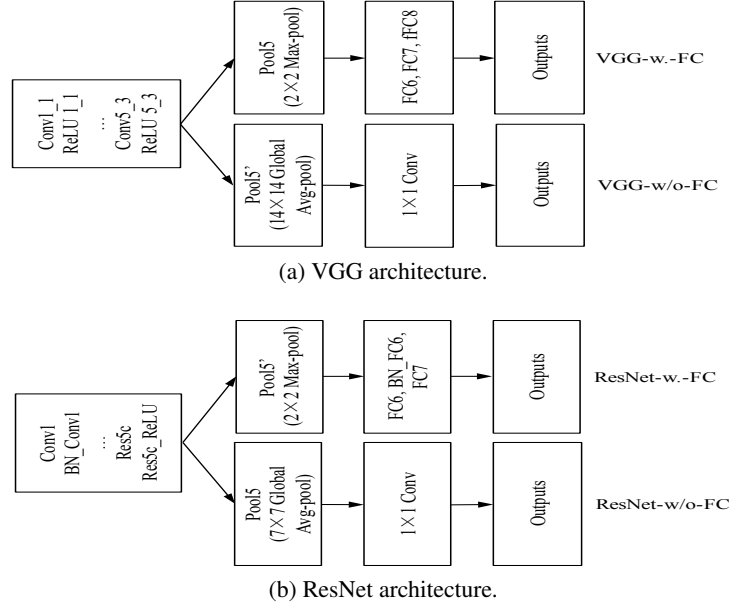 Conv1_1
ReLU 1_1
...
Conv5_3
ReLU 5_3
Pool5
(2×2 Max-pool)
FC6, FC7, fFC8
Outputs
VGG-w.-FC
Pool5'
(14×14 Global
Avg-pool)
1×1 Conv
Outputs
VGG-w/o-FC
(a) VGG architecture.
Conv1
BN_Conv1
...
Res5c
Res5c_ReLU
Pool5'
(2×2 Max-pool)
FC6, BN_FC6,
FC7
Outputs
ResNet-w.-FC
Pool5
(7×7 Global
Avg-pool)
1×1 Conv
Outputs
ResNet-w/o-FC
(b) ResNet architecture.